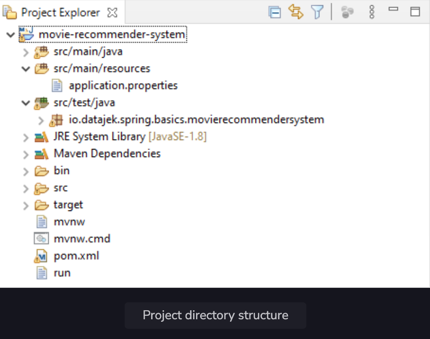 Project Explorer
movie-recommender-system
src/main/java
src/main/resources
application.properties
src/test/java
io.datajek.spring.basics.movierecommendersystem
JRE System Library [JavaSE-1.8]
Maven Dependencies
bin
src
target
mvnw
mvnw.cmd
pom.xml
run
Project directory structure